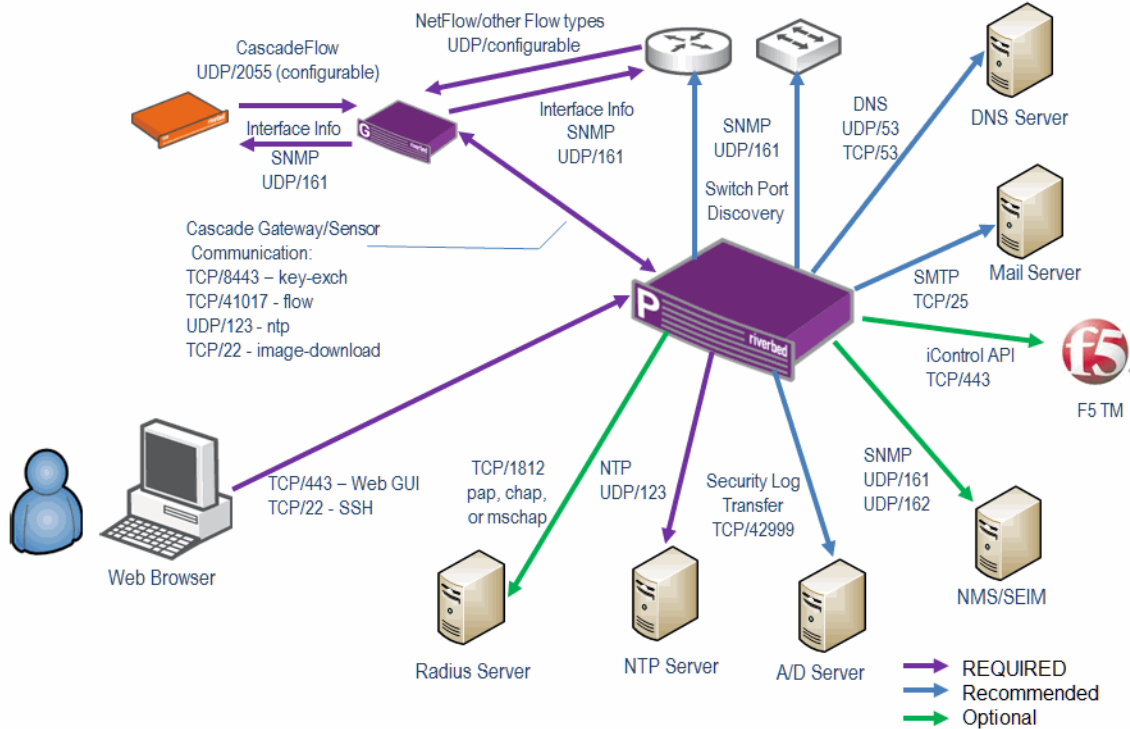 NetFlow/other Flow types
UDP/configurable
CascadeFlow
UDP/2055 (configurable)
Interface Info
SNMP
UDP/161
G
riverbed
Interface Info
SNMP
UDP/161
SNMP
UDP/161
Switch Port
Discovery
DNS
UDP/53
TCP/53
DNS Server
Cascade Gateway/Sensor
Communication:
TCP/8443 – key-exch
TCP/41017 - flow
UDP/123 - ntp
TCP/22 - image-download
P
riverbed
SMTP
TCP/25
Mail Server
iControl API
TCP/443
f5
F5 TM
TCP/443 – Web GUI
TCP/22 - SSH
Web Browser
TCP/1812
pap, chap,
or mschap
Radius Server
NTP
UDP/123
NTP Server
Security Log
Transfer
TCP/42999
A/D Server
SNMP
UDP/161
UDP/162
NMS/SEIM
REQUIRED
Recommended
Optional